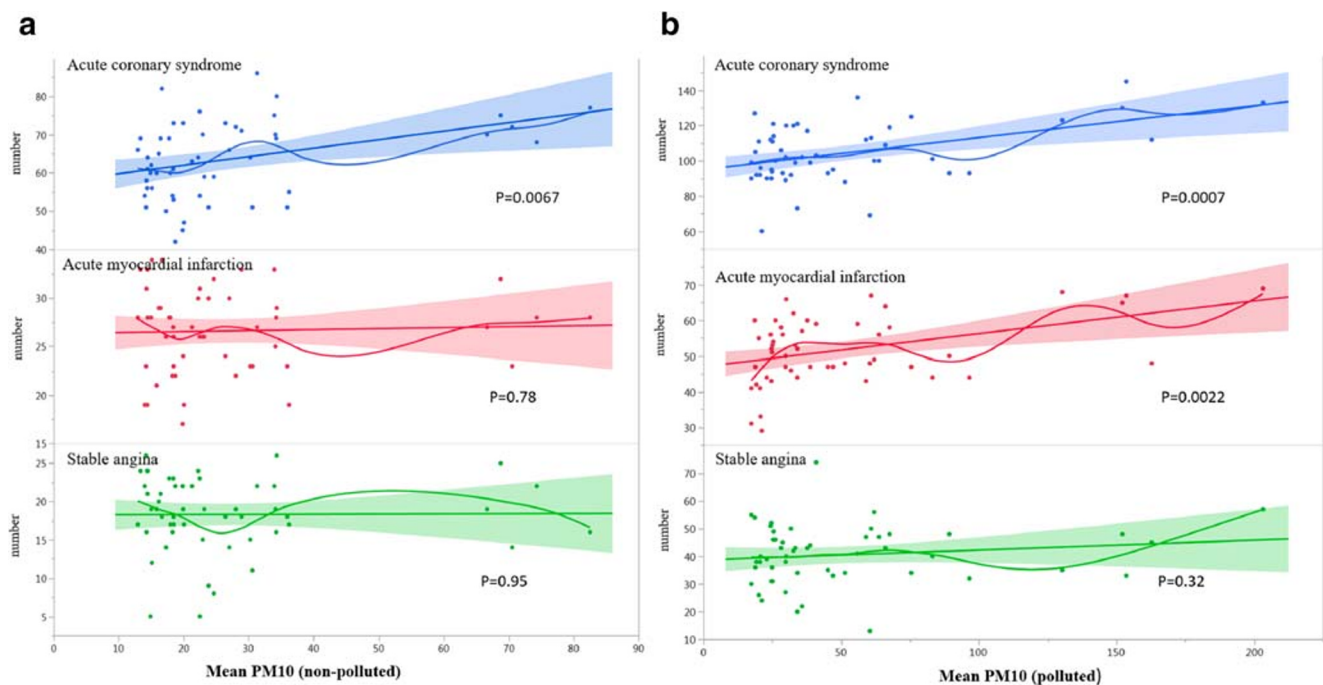 a
Acute coronary syndrome
number
80
70
60
50
40
P=0.0067
Acute myocardial infarction
number
30
25
20
15
P=0.78
Stable angina
number
25
20
15
10
5
P=0.95
0 10 20 30 40 50 60 70 80 90
Mean PM10 (non-polluted)
b
Acute coronary syndrome
number
140
120
100
80
60
P=0.0007
Acute myocardial infarction
number
70
60
50
40
30
P=0.0022
Stable angina
number
70
60
50
40
30
20
10
P=0.32
0 50 100 150 200
Mean PM10 (polluted)